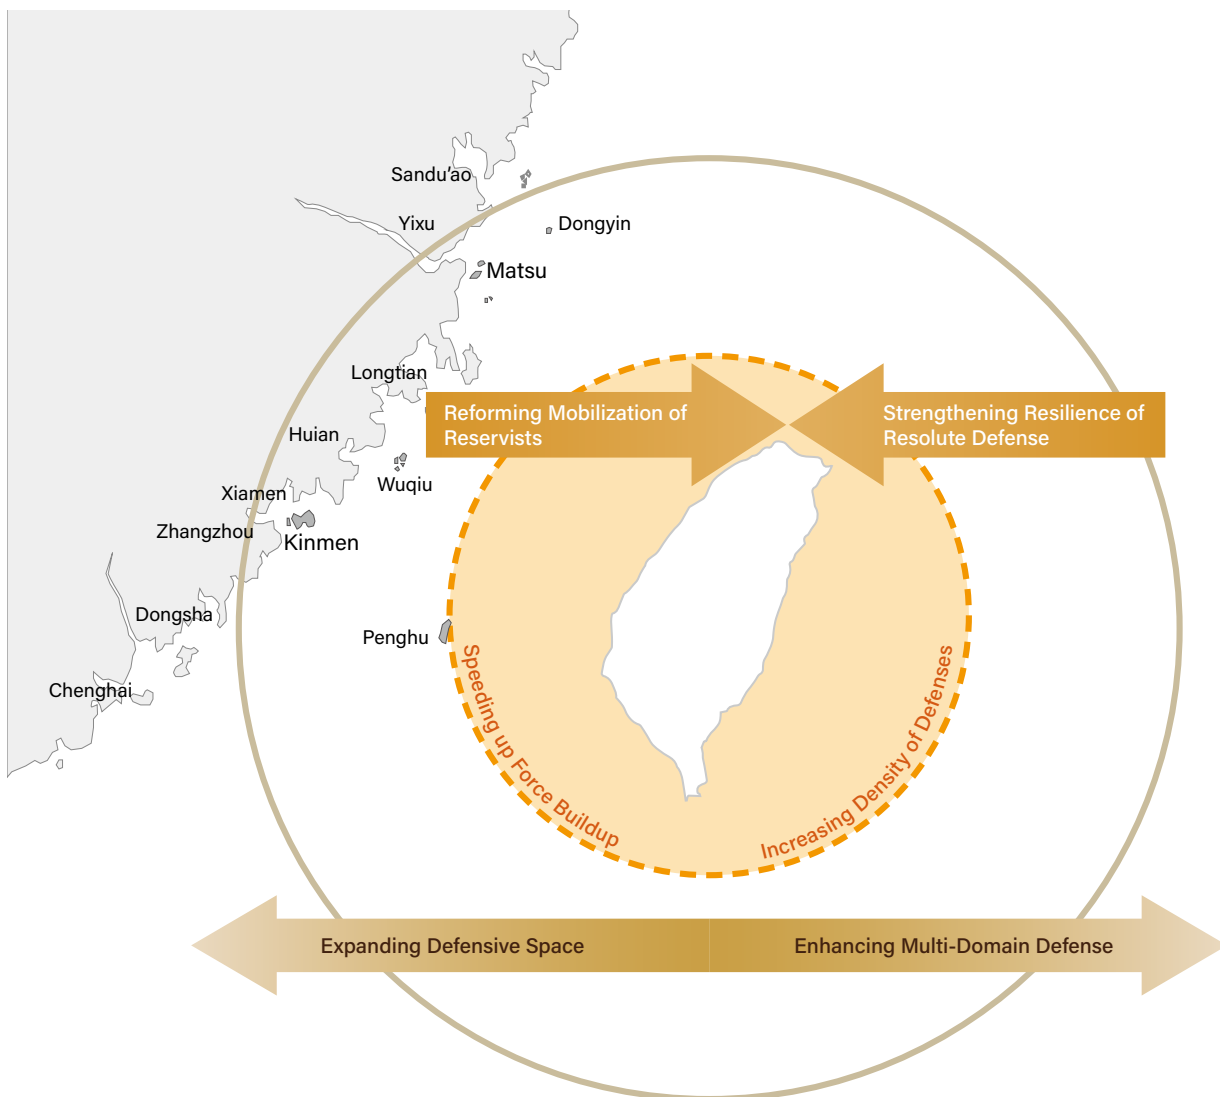 Sandu'ao
Yixu
Dongyin
Matsu
Longtian
Reforming Mobilization of
Reservists
Strengthening Resilience of
Resolute Defense
Huian
Wuqiu
Xiamen
Zhangzhou
Kinmen
Dongsha
Penghu
Chenghai
Speeding up Force Buildup
Increasing Density of Defenses
Expanding Defensive Space
Enhancing Multi-Domain Defense